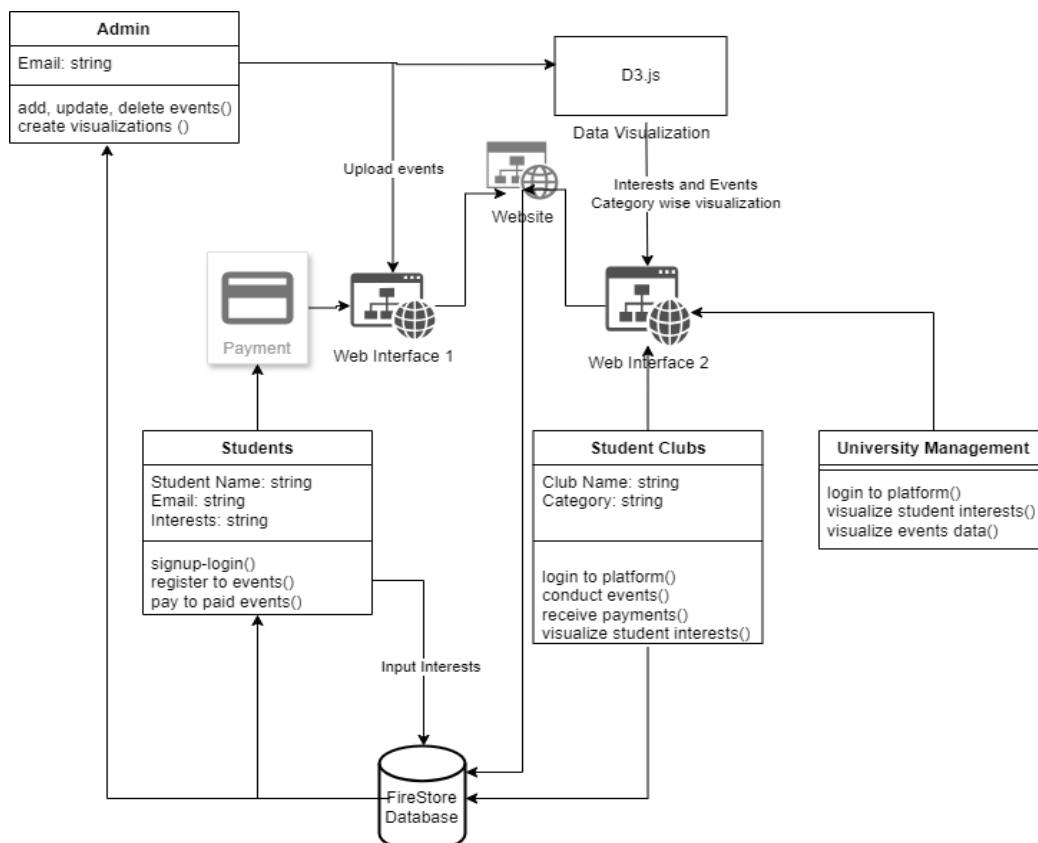 Admin
Email: string
add, update, delete events()
create visualizations ()
D3.js
Data Visualization
Upload events
Website
Interests and Events
Category wise visualization
Payment
Web Interface 1
Web Interface 2
Students
Student Name: string
Email: string
Interests: string
signup-login()
register to events()
pay to paid events()
Student Clubs
Club Name: string
Category: string
login to platform()
conduct events()
receive payments()
visualize student interests()
University Management
login to platform()
visualize student interests()
visualize events data()
Input Interests
FireStore
Database